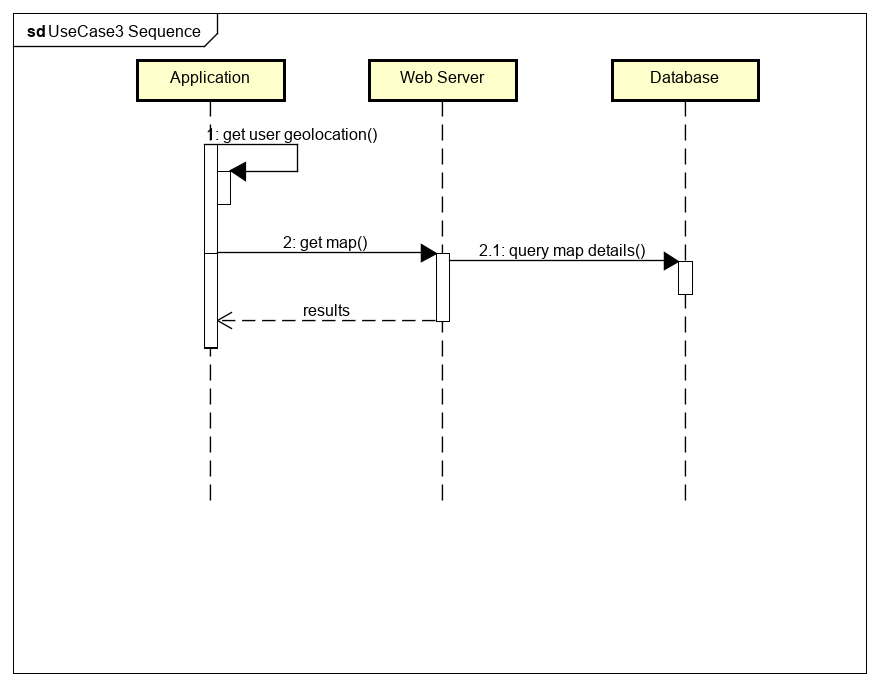 sd UseCase3 Sequence
Application
Web Server
Database
1: get user geolocation()
2: get map()
2.1: query map details()
results